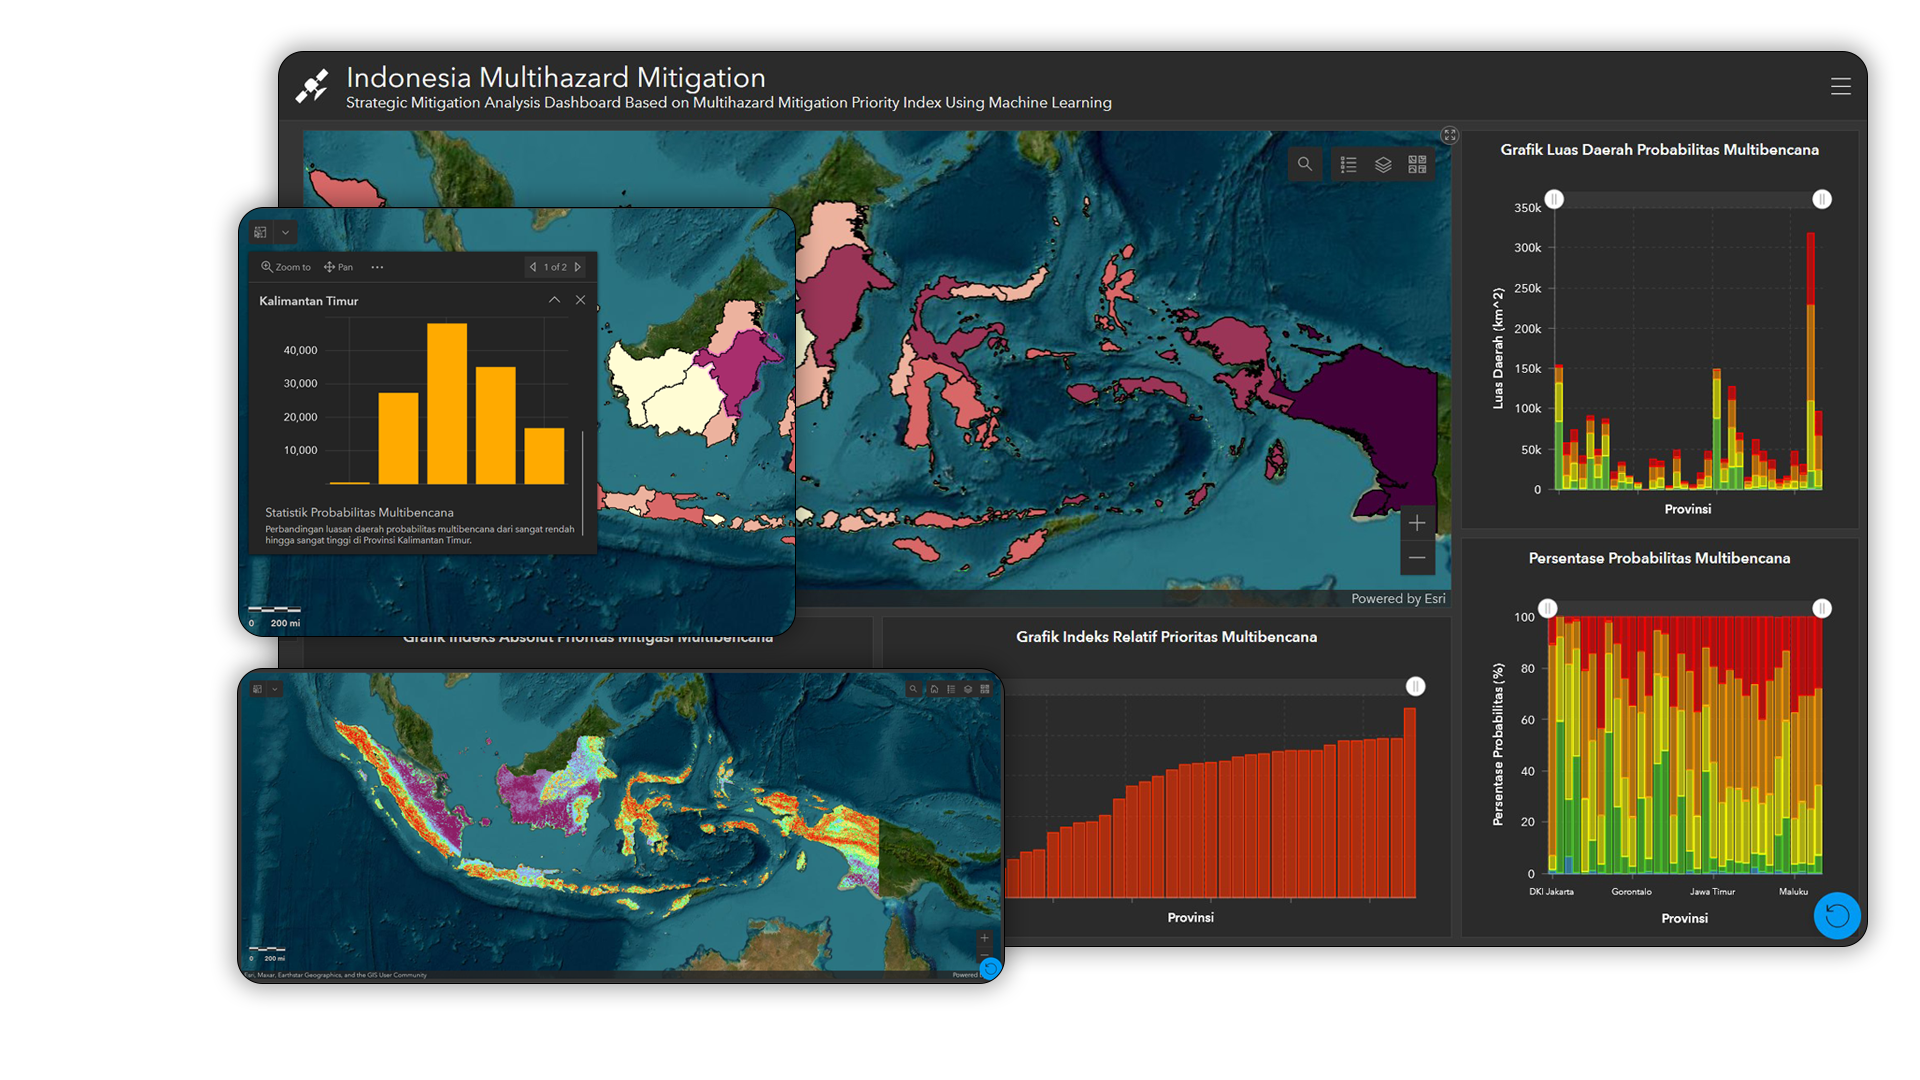 Indonesia Multihazard Mitigation
Strategic Mitigation Analysis Dashboard Based on Multihazard Mitigation Priority Index Using Machine Learning
Zoom to
Pan
1 of 2
Kalimantan Timur
40,000
30,000
20,000
10,000
Statistik Probabilitas Multibencana
Perbandingan luasan daerah probabilitas multibencana dari sangat rendah
hingga sangat tinggi di Provinsi Kalimantan Timur.
0 200 mi
Powered by Esri
Grafik Luas Daerah Probabilitas Multibencana
350k
300k
250k
200k
150k
100k
50k
0
Luas Daerah (km^2)
Provinsi
Grafik Indeks Absolut Prioritas Mitigasi Multibencana
Grafik Indeks Relatif Prioritas Multibencana
Provinsi
Persentase Probabilitas Multibencana
100
80
60
40
20
0
Persentase Probabilitas (%)
DKI Jakarta
Gorontalo
Jawa Timur
Maluku
Provinsi
0 200 mi
Esri, Maxar, Earthstar Geographics, and the GIS User Community
Powered